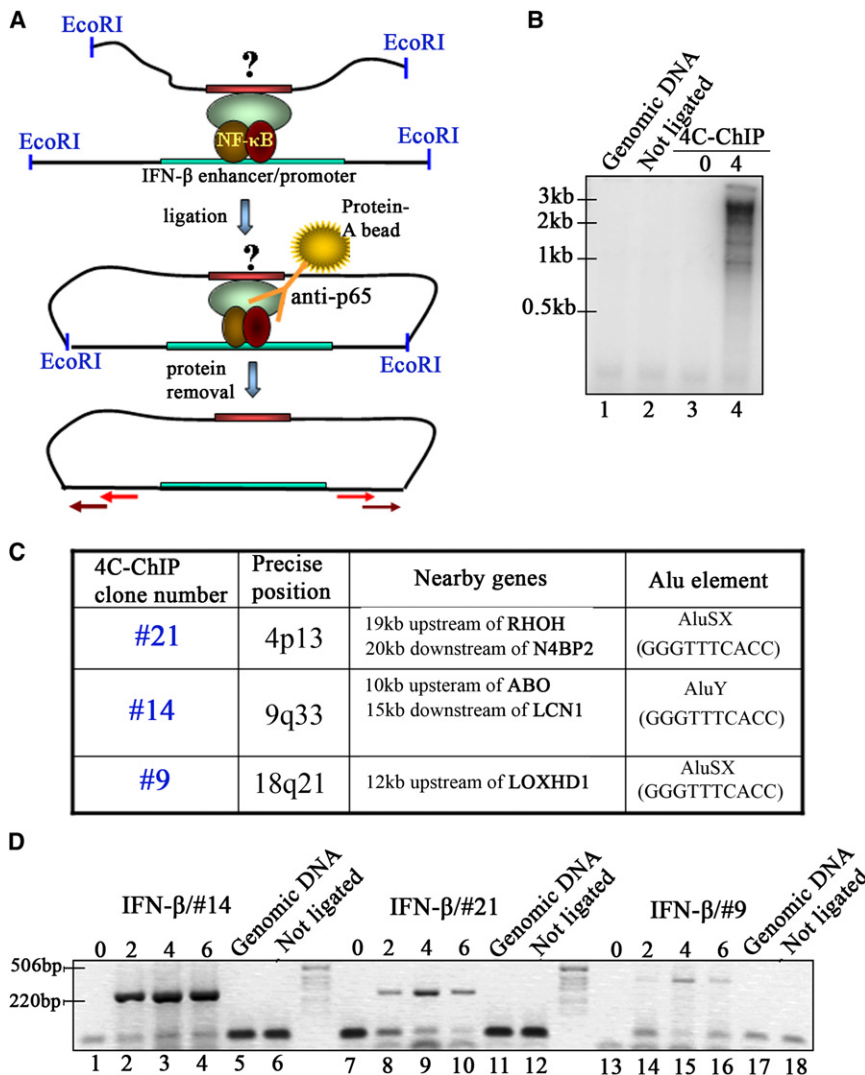 A
EcoRI
EcoRI
?
NF-κB
EcoRI
EcoRI
IFN-β enhancer/promoter
ligation
Protein-
A bead
?
anti-p65
EcoRI
EcoRI
protein
removal
B
Genomic DNA
Not ligated
4C-ChIP
0 4
3kb
2kb
1kb
0.5kb
1 2 3 4
C
4C-ChIP clone number Precise position Nearby genes Alu element
#21 4p13 19kb upstream of RHOH 20kb downstream of N4BP2 AluSX (GGGTTTCACC)
#14 9q33 10kb upsteram of ABO 15kb downstream of LCN1 AluY (GGGTTTCACC)
#9 18q21 12kb upstream of LOXHD1 AluSX (GGGTTTCACC)
D
IFN-β/#14 Genomic DNA Not ligated IFN-β/#21 Genomic DNA Not ligated IFN-β/#9 Genomic DNA Not ligated
0 2 4 6 0 2 4 6 0 2 4 6
506bp
220bp
1 2 3 4 5 6 7 8 9 10 11 12 13 14 15 16 17 18